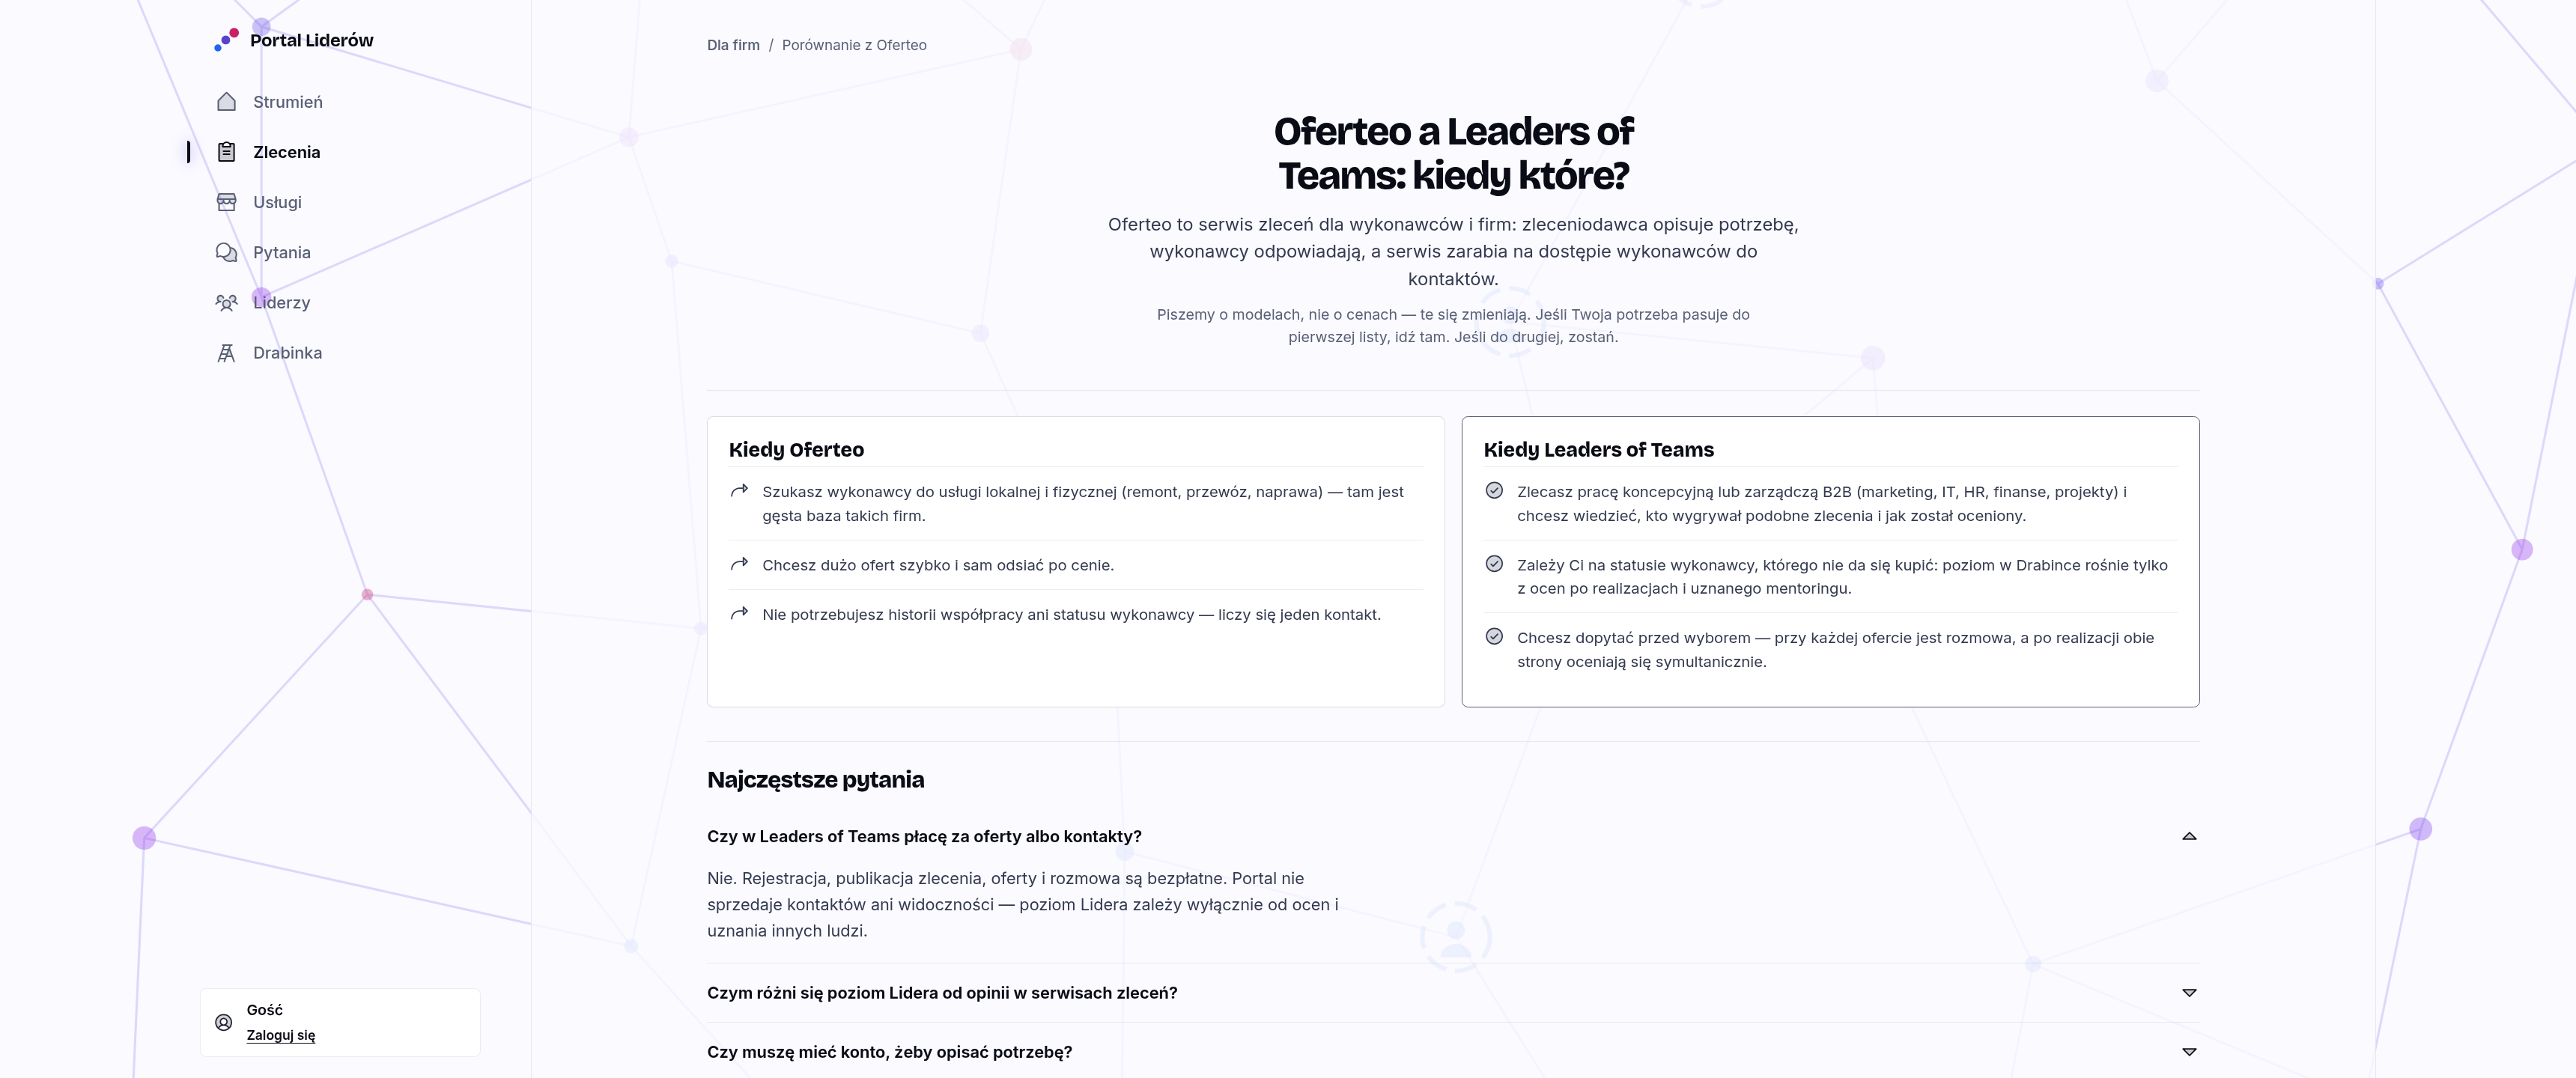 Portal Liderów
Strumień
Zlecenia
Usługi
Pytania
Liderzy
Drabinka
Gość
Zaloguj się
Dla firm / Porównanie z Oferteo
Oferteo a Leaders of
Teams: kiedy które?
Oferteo to serwis zleceń dla wykonawców i firm: zleceniodawca opisuje potrzebę,
wykonawcy odpowiadają, a serwis zarabia na dostępie wykonawców do
kontaktów.
Piszemy o modelach, nie o cenach — te się zmieniają. Jeśli Twoja potrzeba pasuje do
pierwszej listy, idź tam. Jeśli do drugiej, zostań.
Kiedy Oferteo
Szukasz wykonawcy do usługi lokalnej i fizycznej (remont, przewóz, naprawa) — tam jest
gęsta baza takich firm.
Chcesz dużo ofert szybko i sam odsiać po cenie.
Nie potrzebujesz historii współpracy ani statusu wykonawcy — liczy się jeden kontakt.
Kiedy Leaders of Teams
Zlecasz pracę koncepcyjną lub zarządczą B2B (marketing, IT, HR, finanse, projekty) i
chcesz wiedzieć, kto wygrywał podobne zlecenia i jak został oceniony.
Zależy Ci na statusie wykonawcy, którego nie da się kupić: poziom w Drabince rośnie tylko
z ocen po realizacjach i uznanego mentoringu.
Chcesz dopytać przed wyborem — przy każdej ofercie jest rozmowa, a po realizacji obie
strony oceniają się symultanicznie.
Najczęstsze pytania
Czy w Leaders of Teams płacę za oferty albo kontakty?
Nie. Rejestracja, publikacja zlecenia, oferty i rozmowa są bezpłatne. Portal nie
sprzedaje kontaktów ani widoczności — poziom Lidera zależy wyłącznie od ocen i
uznania innych ludzi.
Czym różni się poziom Lidera od opinii w serwisach zleceń?
Czy muszę mieć konto, żeby opisać potrzebę?